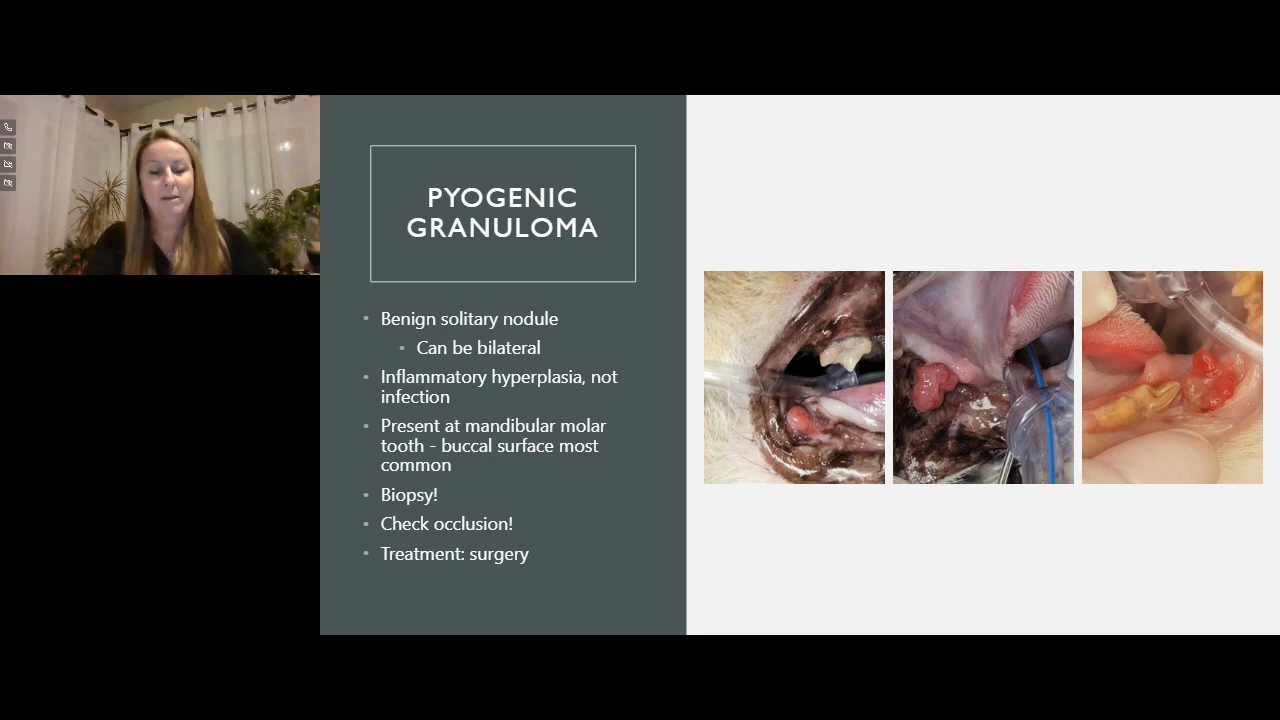 PYOGENIC
GRANULOMA
• Benign solitary nodule
• Can be bilateral
• Inflammatory hyperplasia, not
infection
• Present at mandibular molar
tooth - buccal surface most
common
• Biopsy!
• Check occlusion!
• Treatment: surgery